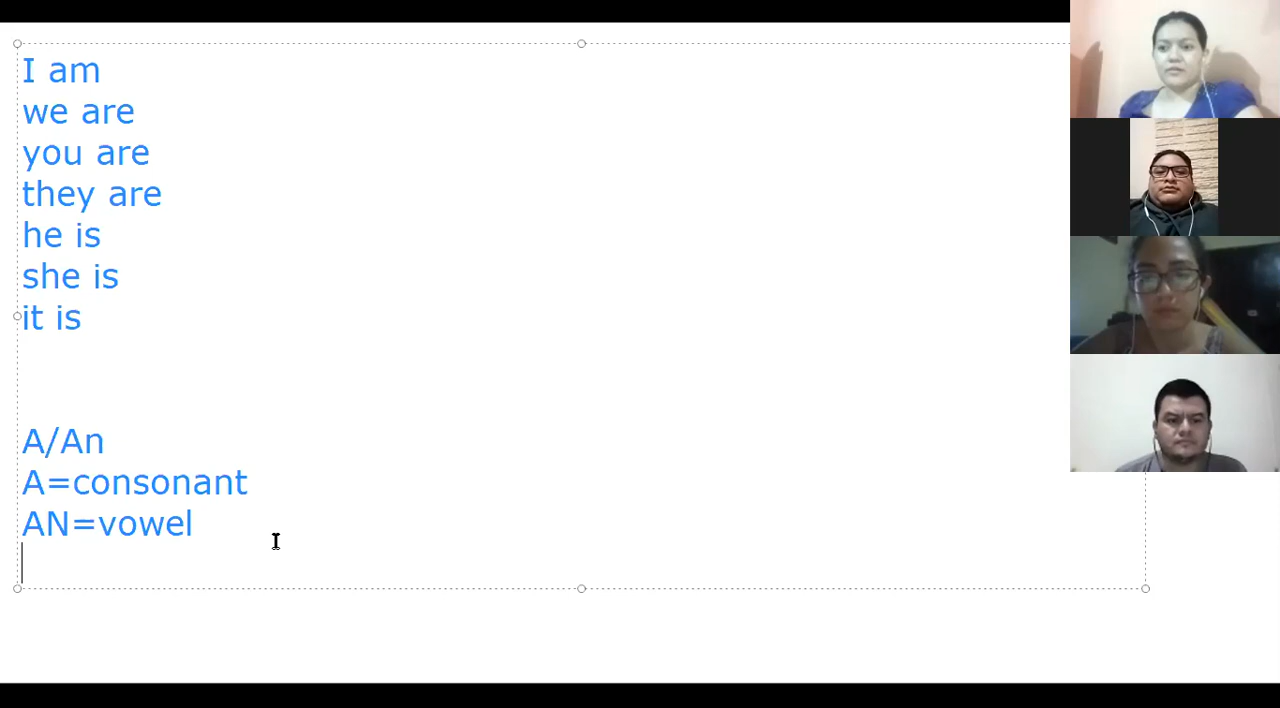 I am
we are
you are
they are
he is
she is
it is
A/An
A=consonant
AN=vowel